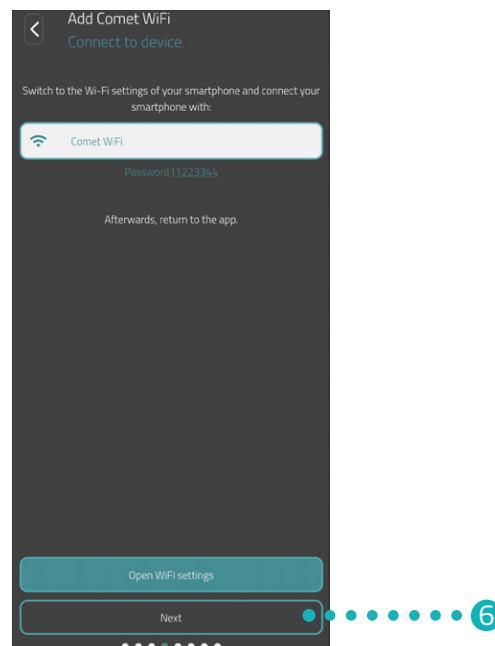 Add Comet WiFi
Connect to device
Switch to the Wi-Fi settings of your smartphone and connect your
smartphone with:
Comet WiFi
Password11223344
Afterwards, return to the app.
Open WiFi settings
Next
6